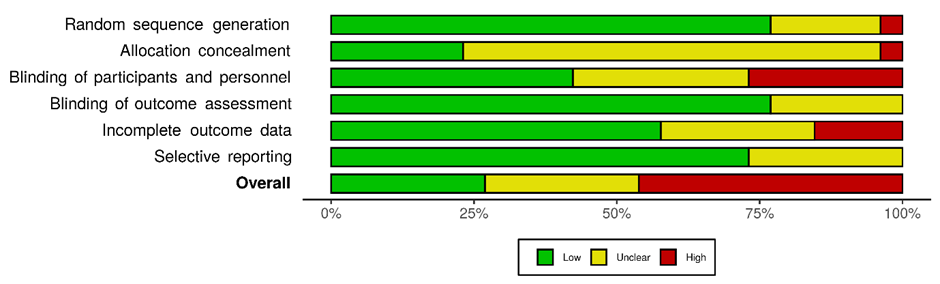 Random sequence generation
Allocation concealment
Blinding of participants and personnel
Blinding of outcome assessment
Incomplete outcome data
Selective reporting
Overall
0% 25% 50% 75% 100%
Low Unclear High